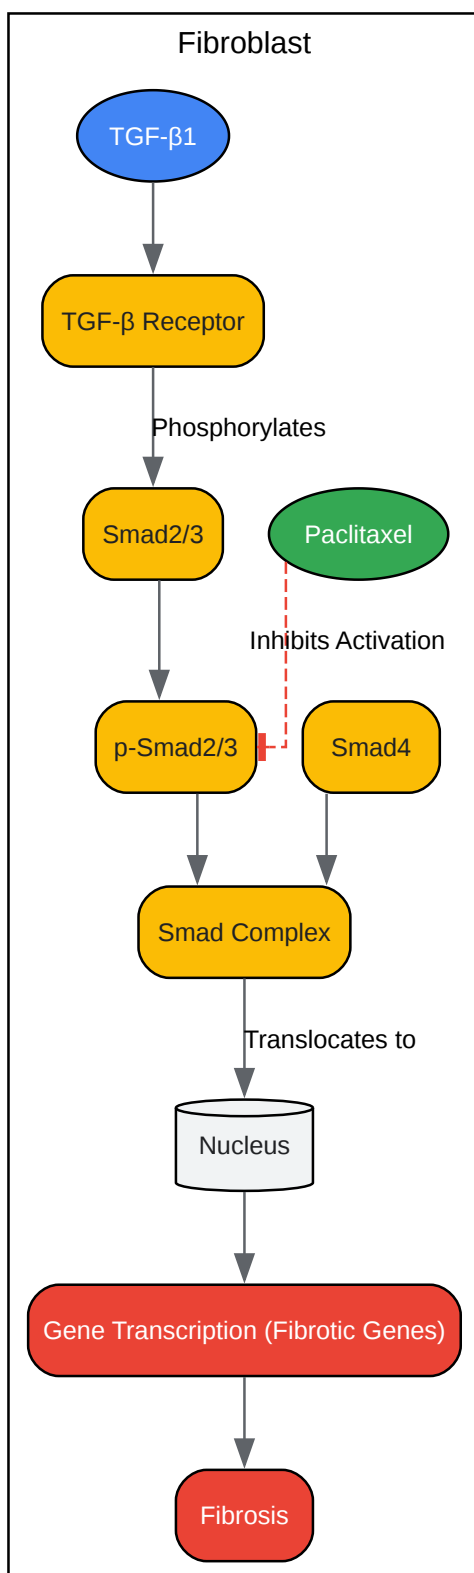 Fibroblast
TGF-β1
TGF-β Receptor
Phosphorylates
Smad2/3
Paclitaxel
Inhibits Activation
p-Smad2/3
Smad4
Smad Complex
Translocates to
Nucleus
Gene Transcription (Fibrotic Genes)
Fibrosis